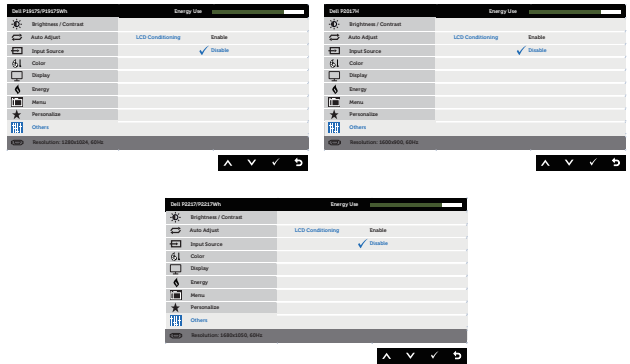 Dell P1917S/P1917SWh Energy Use
Brightness / Contrast
Auto Adjust LCD Conditioning Enable
Input Source Disable
Color
Display
Energy
Menu
Personalize
Others
Resolution: 1280x1024, 60Hz
Dell P2017H Energy Use
Brightness / Contrast
Auto Adjust LCD Conditioning Enable
Input Source Disable
Color
Display
Energy
Menu
Personalize
Others
Resolution: 1600x900, 60Hz
Dell P2217/P2217Wh Energy Use
Brightness / Contrast
Auto Adjust LCD Conditioning Enable
Input Source Disable
Color
Display
Energy
Menu
Personalize
Others
Resolution: 1680x1050, 60Hz